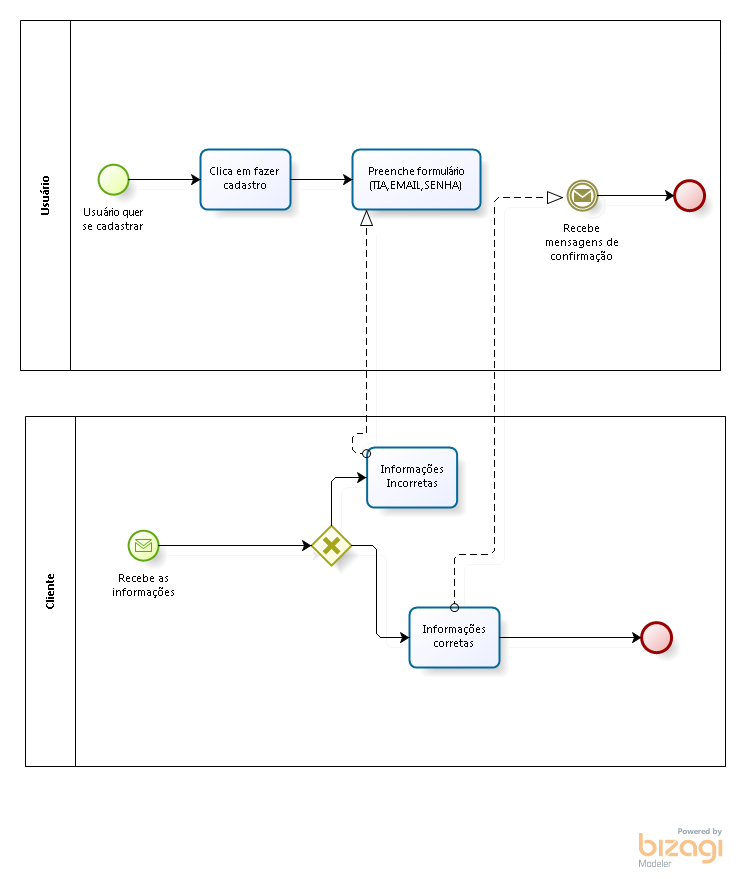 Usuário
Usuário quer
se cadastrar
Clica em fazer
cadastro
Preenche formulário
(TIA,EMAIL,SENHA)
Recebe
mensagens de
confirmação
Cliente
Recebe as
informações
Informações
Incorretas
Informações
corretas
Powered by
bizagi
Modeler